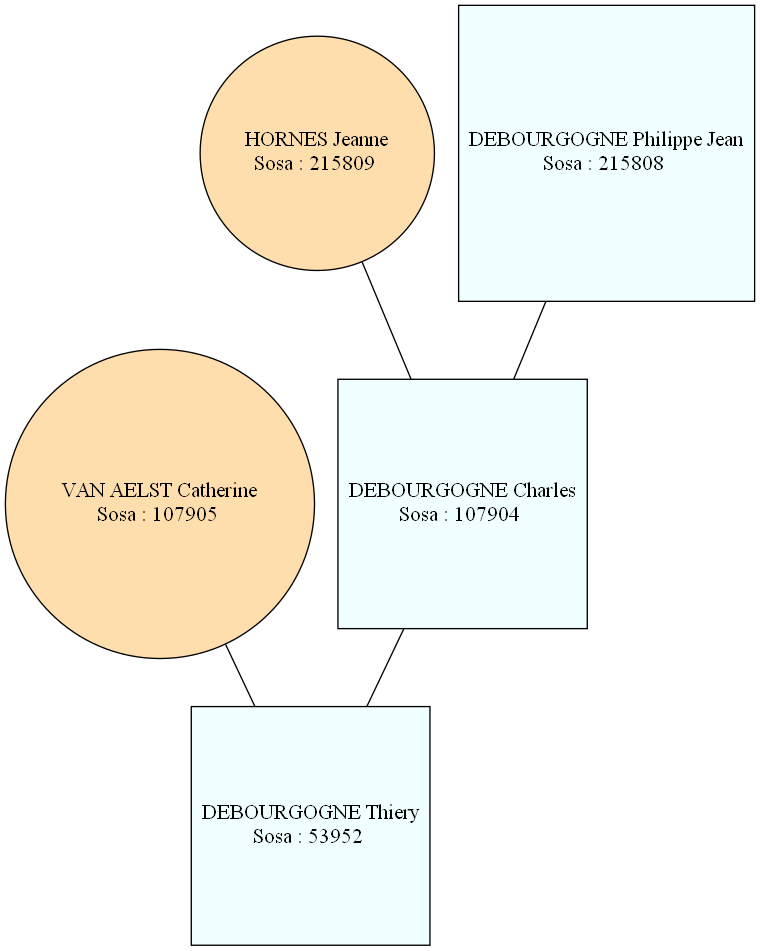 HORNES Jeanne
Sosa : 215809
DEBOURGOGNE Philippe Jean
Sosa : 215808
VAN AELST Catherine
Sosa : 107905
DEBOURGOGNE Charles
Sosa : 107904
DEBOURGOGNE Thiery
Sosa : 53952